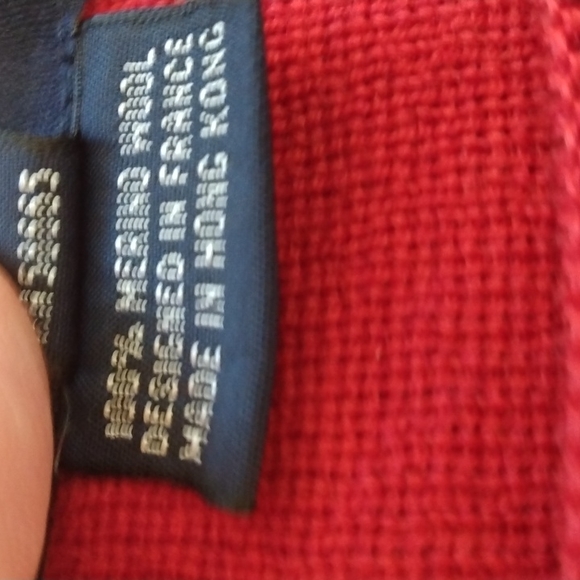 100% MERINO WOOL
DESIGNED IN FRANCE
MADE IN HONG KONG